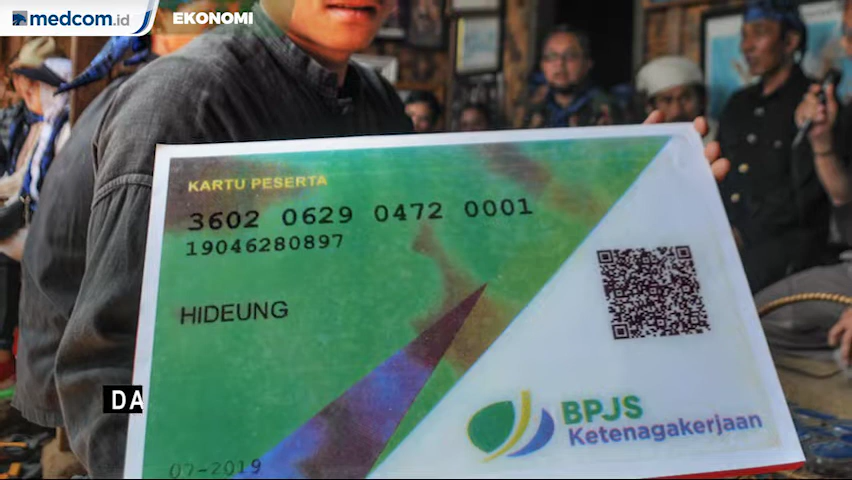 medcom.id
EKONOMI
KARTU PESERTA
3602 0629 0472 0001
19046280897
HIDEUNG
DA
BPJS
Ketenagakerjaan
07-2019